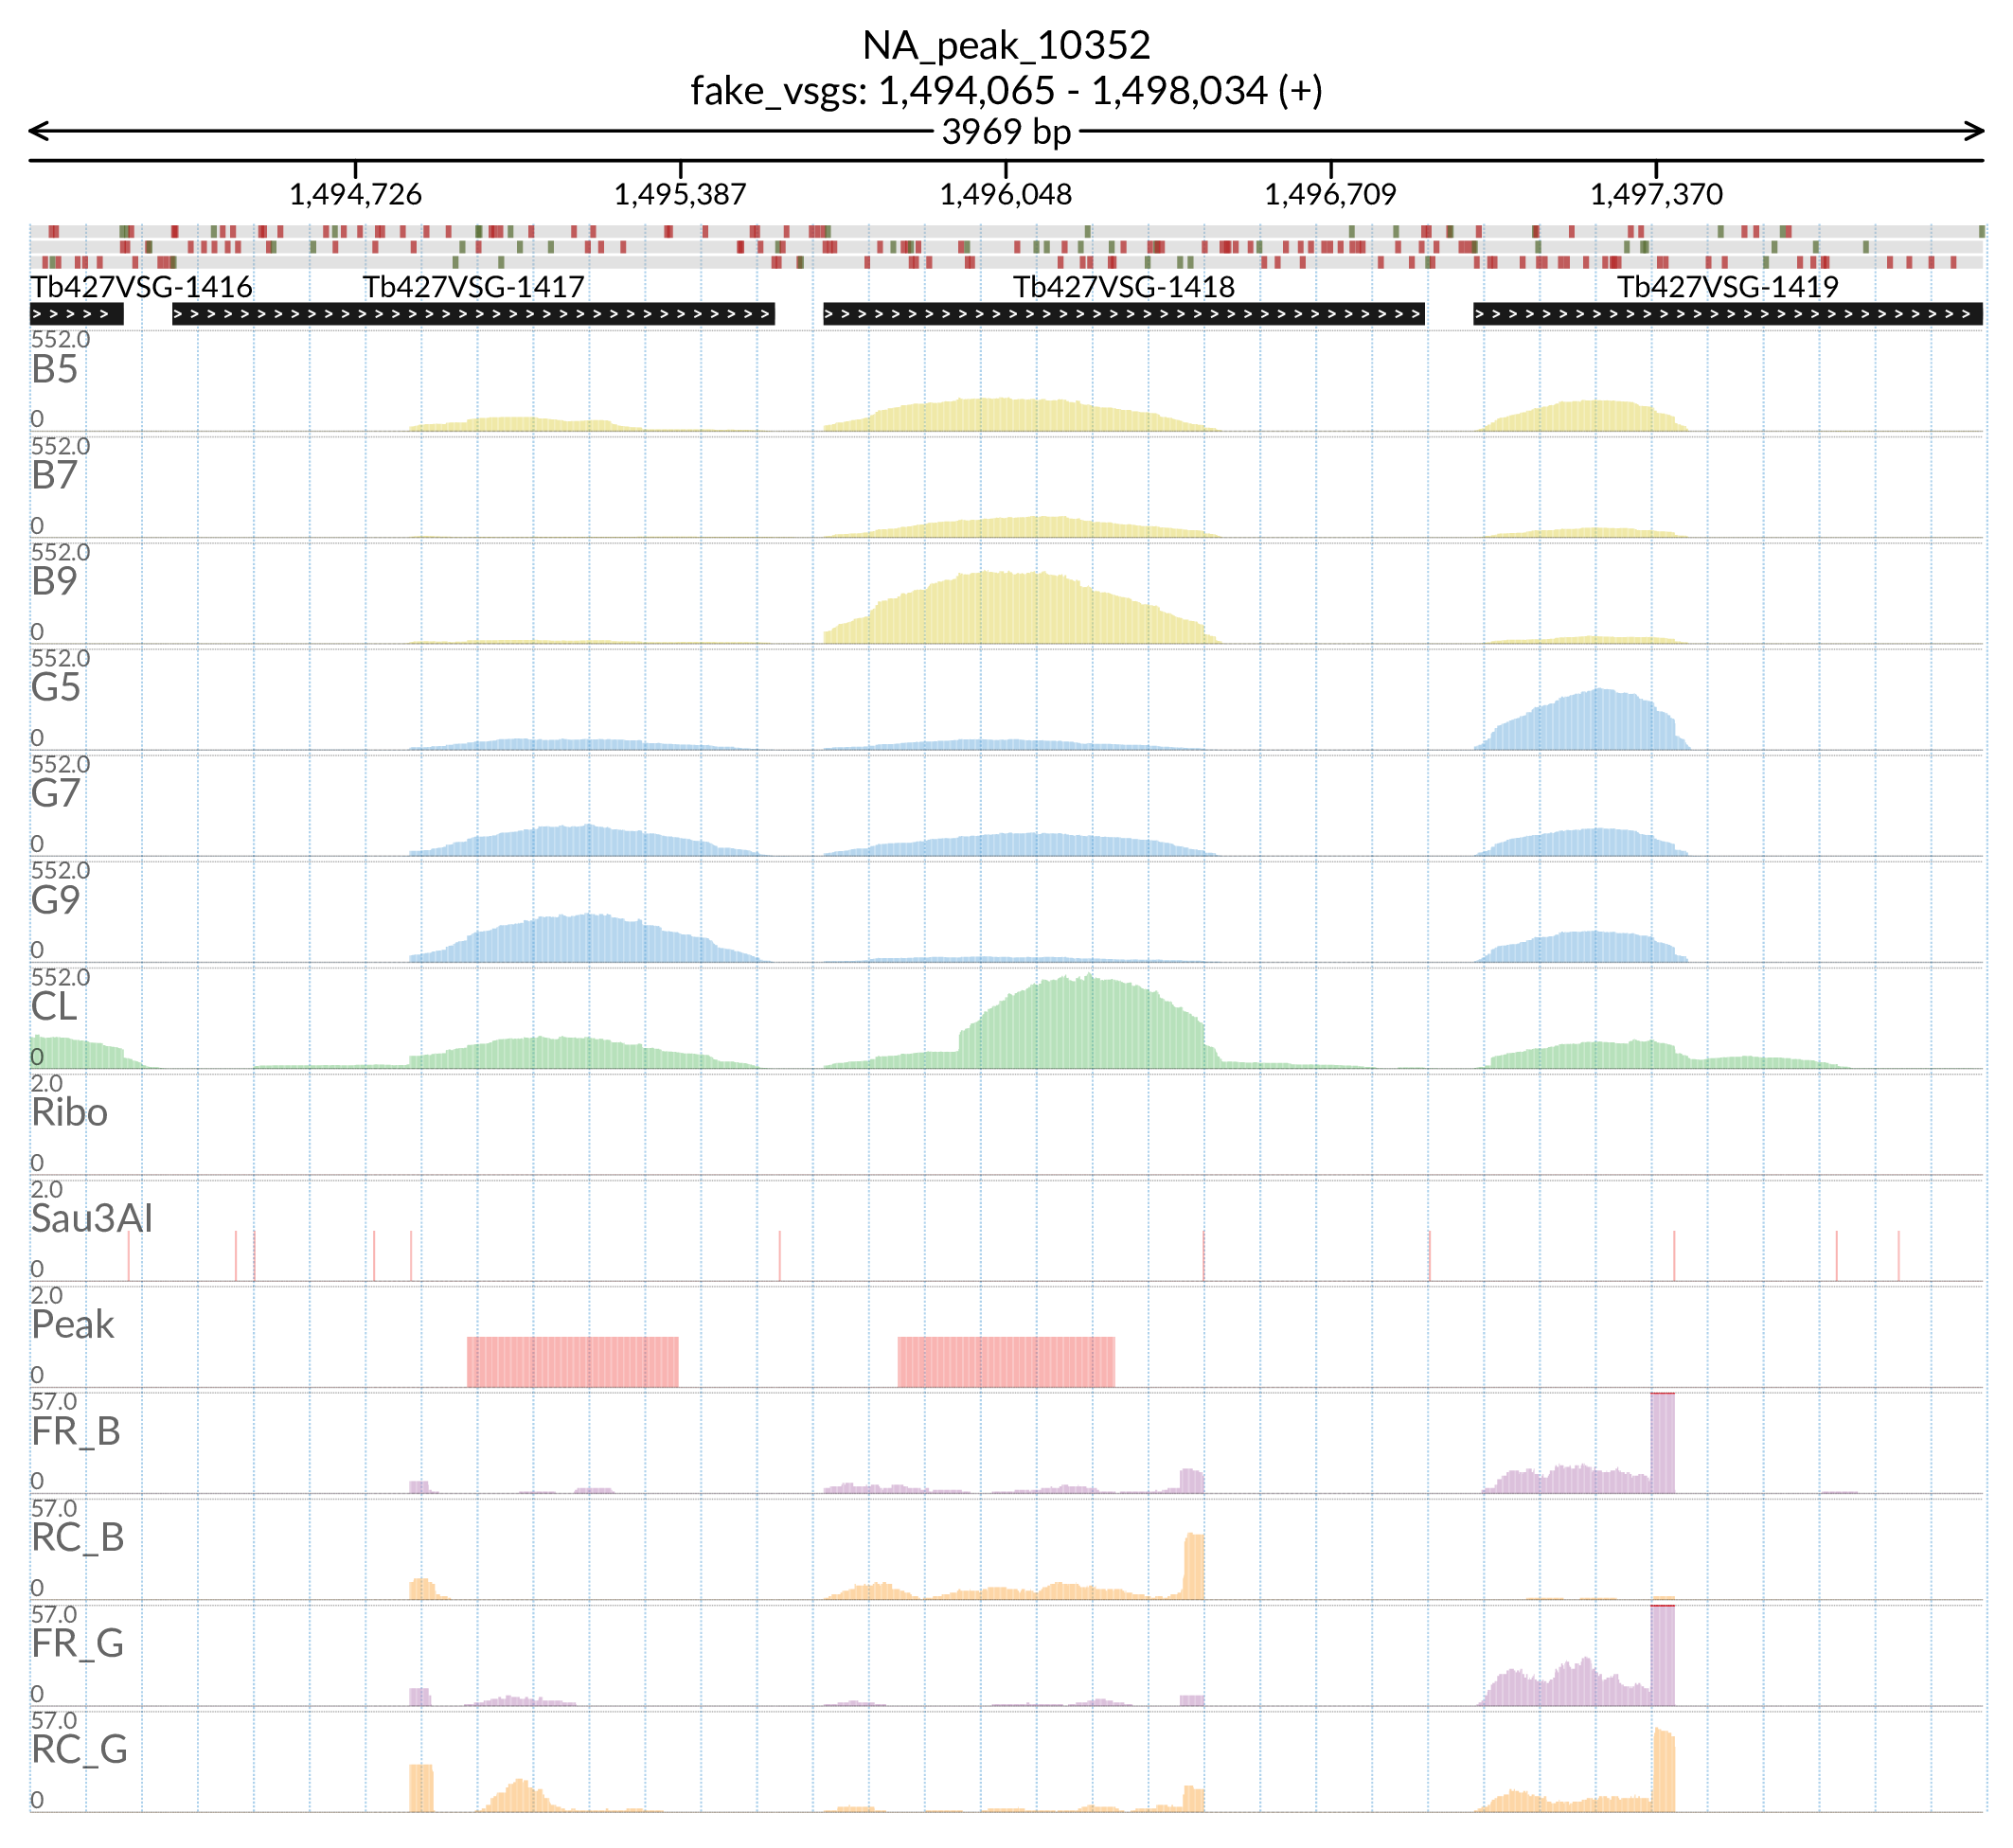 NA_peak_10352
fake_vsgs: 1,494,065 - 1,498,034 (+)
3969 bp
1,494,726 1,495,387 1,496,048 1,496,709 1,497,370
Tb427VSG-1416 Tb427VSG-1417 Tb427VSG-1418 Tb427VSG-1419
552.0
B5
0
552.0
B7
0
552.0
B9
0
552.0
G5
0
552.0
G7
0
552.0
G9
0
552.0
CL
0
2.0
Ribo
0
2.0
Sau3AI
0
2.0
Peak
0
57.0
FR_B
0
57.0
RC_B
0
57.0
FR_G
0
57.0
RC_G
0